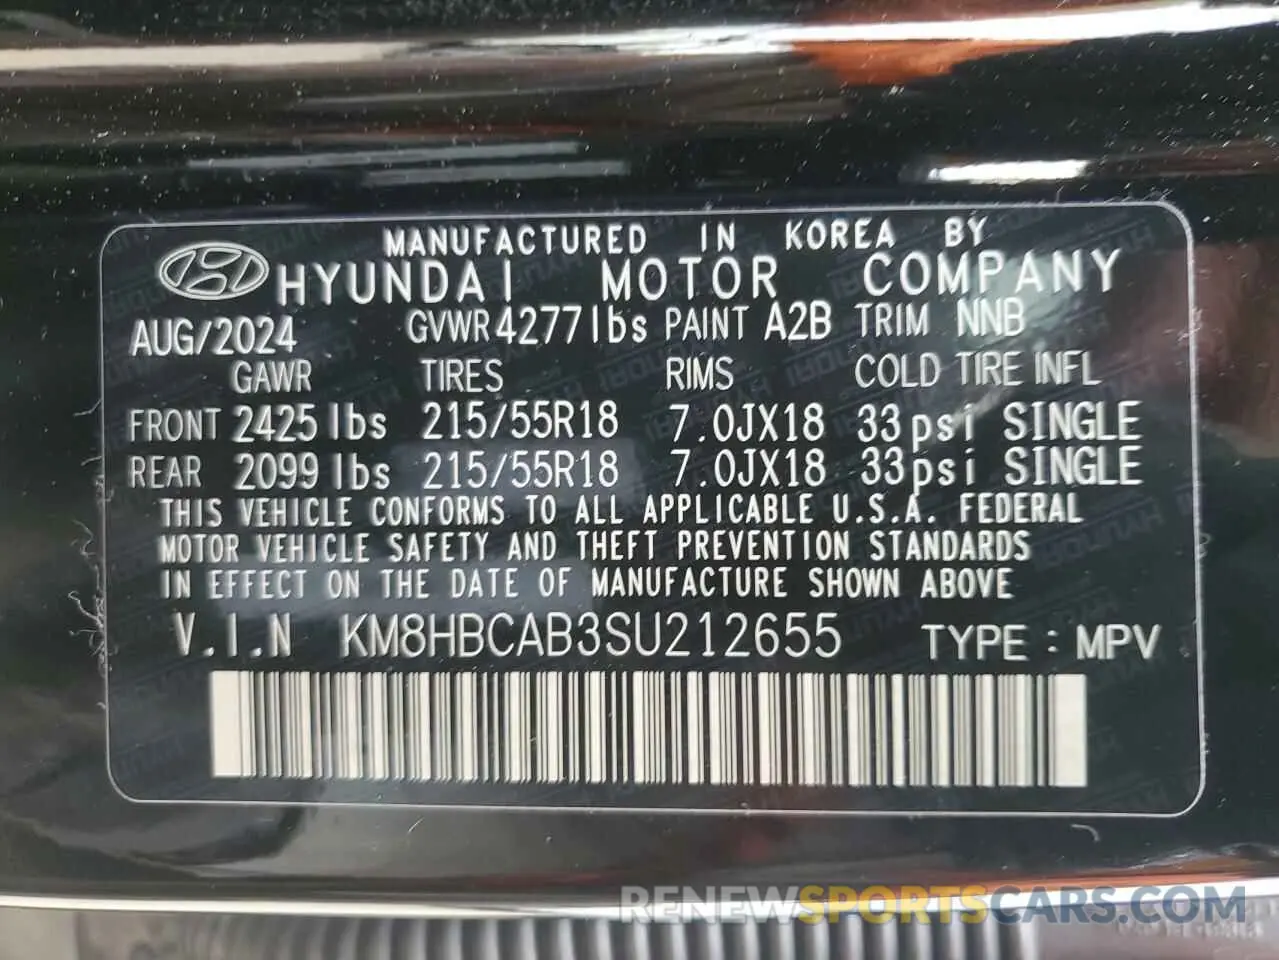 MANUFACTURED IN KOREA BY
HYUNDAI MOTOR COMPANY
AUG/2024 GVWR 4277lbs PAINT A2B TRIM NNB
GAWR TIRES RIMS COLD TIRE INFL
FRONT 2425 lbs 215/55R18 7.0JX18 33psi SINGLE
REAR 2099 lbs 215/55R18 7.0JX18 33psi SINGLE
THIS VEHICLE CONFORMS TO ALL APPLICABLE U.S.A. FEDERAL
MOTOR VEHICLE SAFETY AND THEFT PREVENTION STANDARDS
IN EFFECT ON THE DATE OF MANUFACTURE SHOWN ABOVE
V.I.N KM8HBCAB3SU212655 TYPE : MPV
RENEWSPORTSCARS.COM